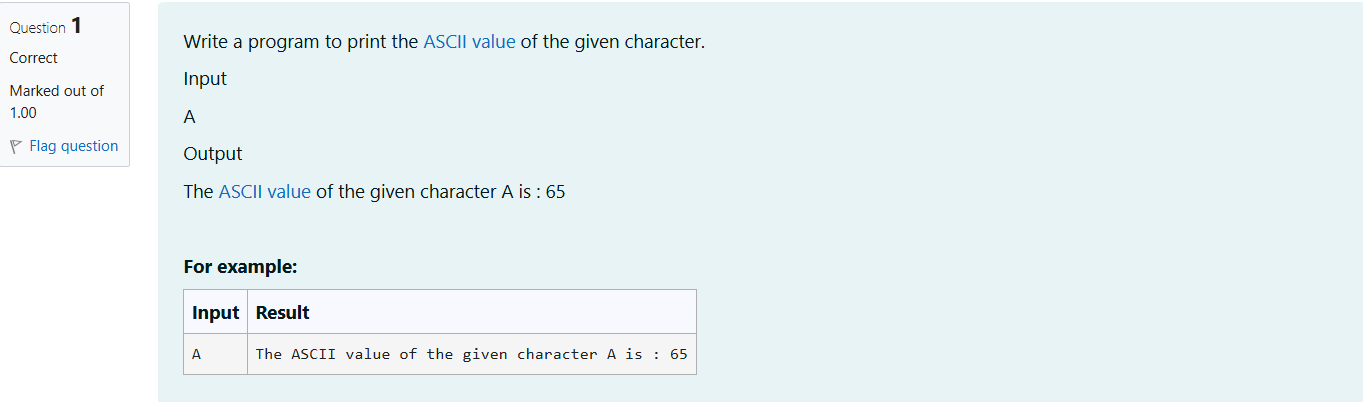 Question 1
Correct
Marked out of
1.00
Flag question
Write a program to print the ASCII value of the given character.
Input
A
Output
The ASCII value of the given character A is : 65
For example:
Input Result
A The ASCII value of the given character A is : 65